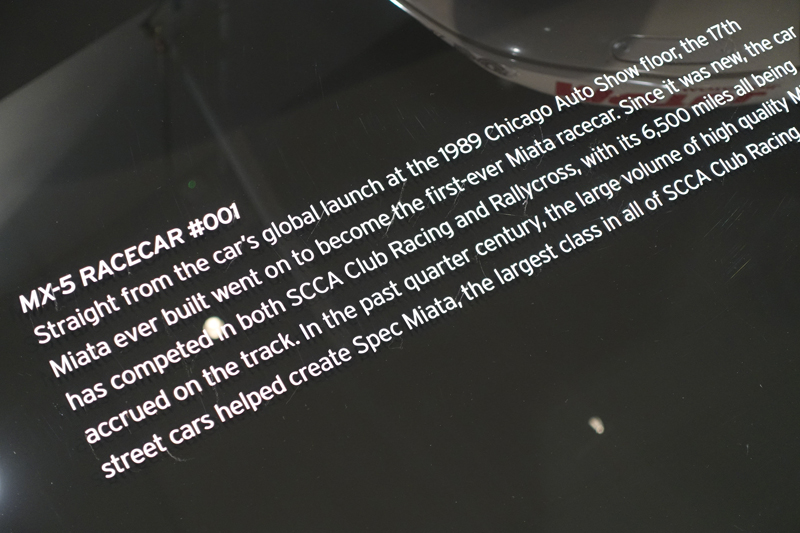 MX-5 RACECAR #001
Straight from the car's global launch at the 1989 Chicago Auto Show floor, the 17th
Miata ever built went on to become the first-ever Miata racecar. Since it was new, the car
has competed in both SCCA Club Racing and Rallycross, with its 6,500 miles all being
accrued on the track. In the past quarter century, the large volume of high quality M
street cars helped create Spec Miata, the largest class in all of SCCA Club Racing